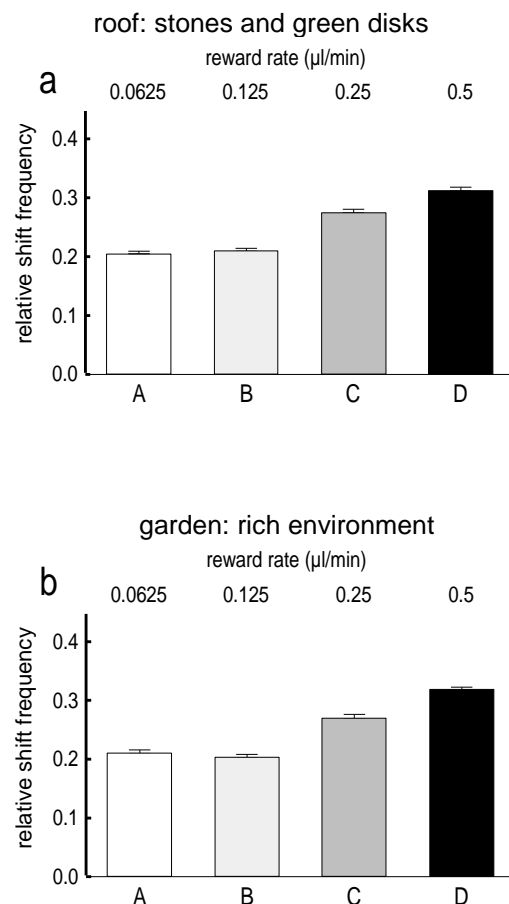 roof: stones and green disks
reward rate (µl/min)
a
0.0625 0.125 0.25 0.5
relative shift frequency
0.4
0.3
0.2
0.1
0.0
A B C D
garden: rich environment
reward rate (µl/min)
b
0.0625 0.125 0.25 0.5
relative shift frequency
0.4
0.3
0.2
0.1
0.0
A B C D